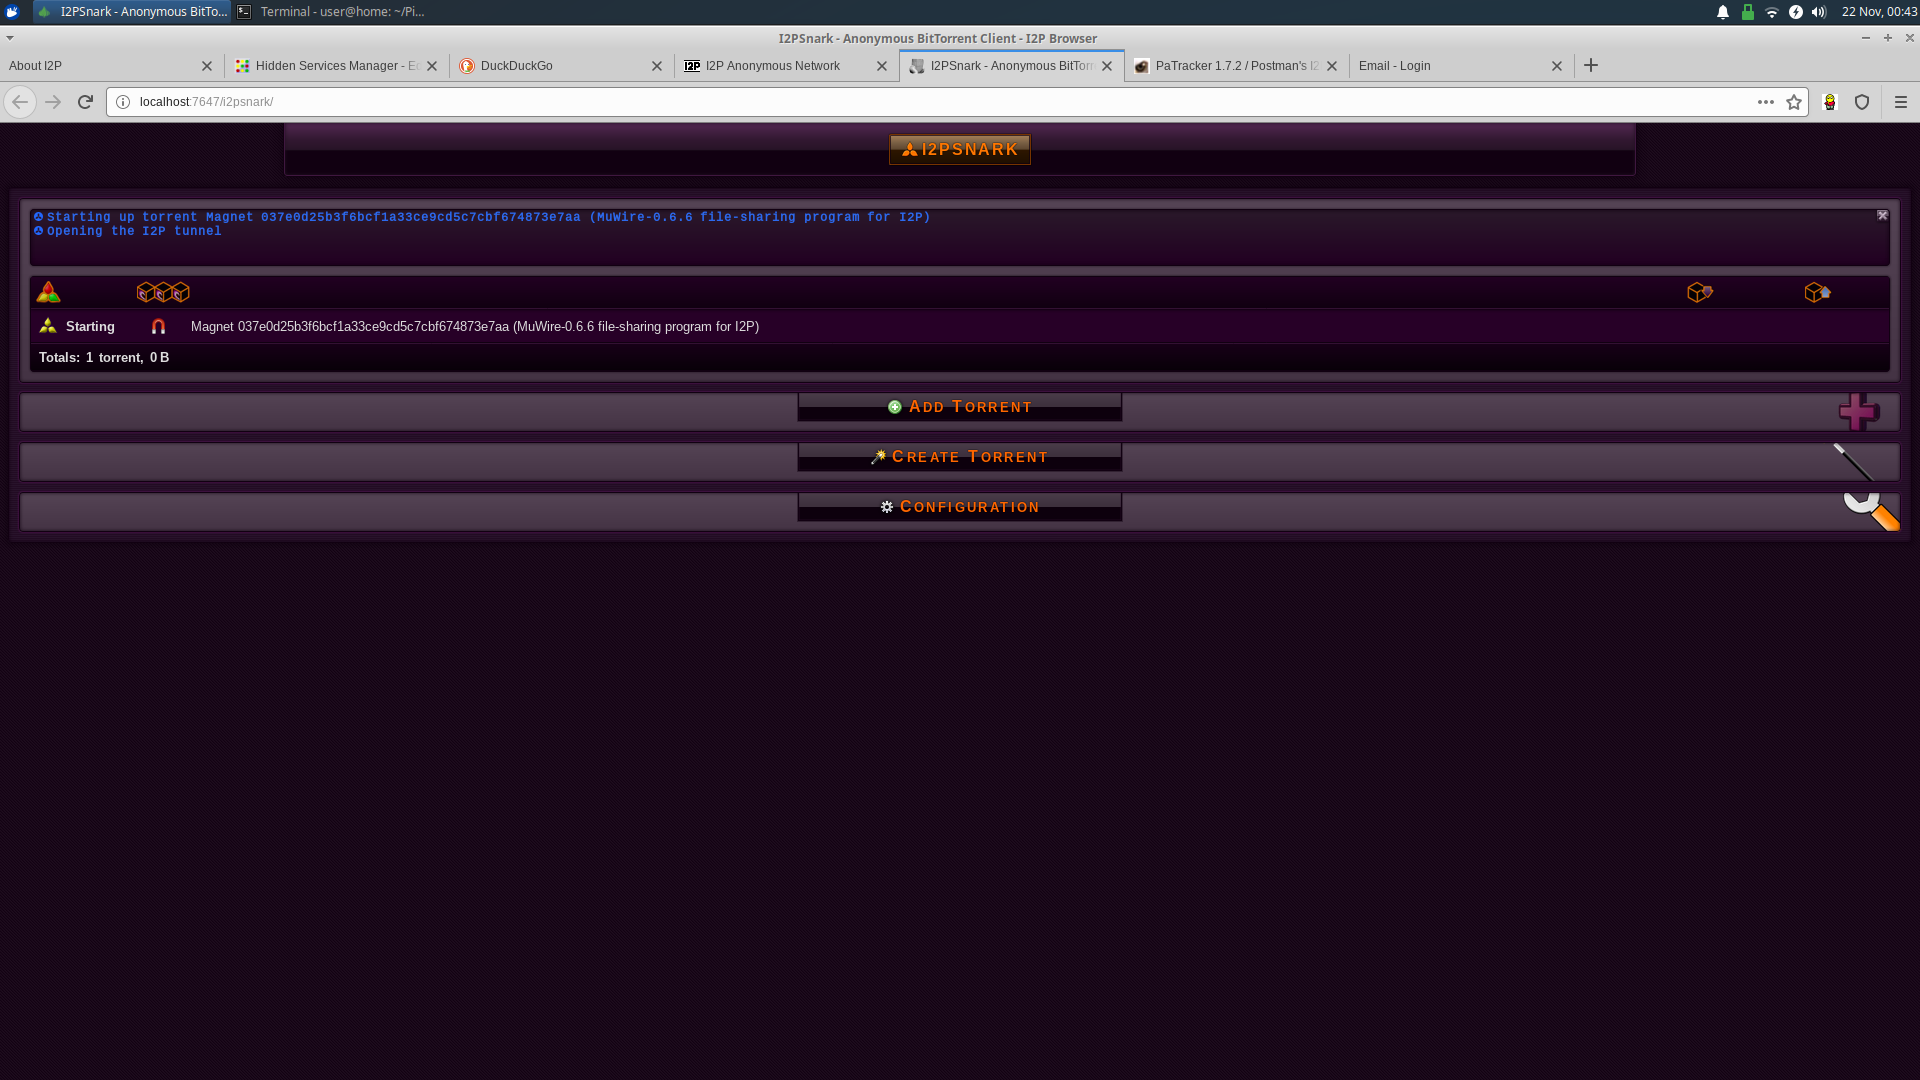 I2PSnark - Anonymous BitTo...
Terminal - user@home: ~/Pi...
22 Nov, 00:43
I2PSnark - Anonymous BitTorrent Client - I2P Browser
About I2P
Hidden Services Manager - Ed
DuckDuckGo
I2P Anonymous Network
I2PSnark - Anonymous BitTorr
PaTracker 1.7.2 / Postman's I2
Email - Login
localhost:7647/i2psnark/
I2PSNARK
Starting up torrent Magnet 037e0d25b3f6bcf1a33ce9cd5c7cbf674873e7aa (MuWire-0.6.6 file-sharing program for I2P)
Opening the I2P tunnel
Starting
Magnet 037e0d25b3f6bcf1a33ce9cd5c7cbf674873e7aa (MuWire-0.6.6 file-sharing program for I2P)
Totals: 1 torrent, 0 B
ADD TORRENT
CREATE TORRENT
CONFIGURATION